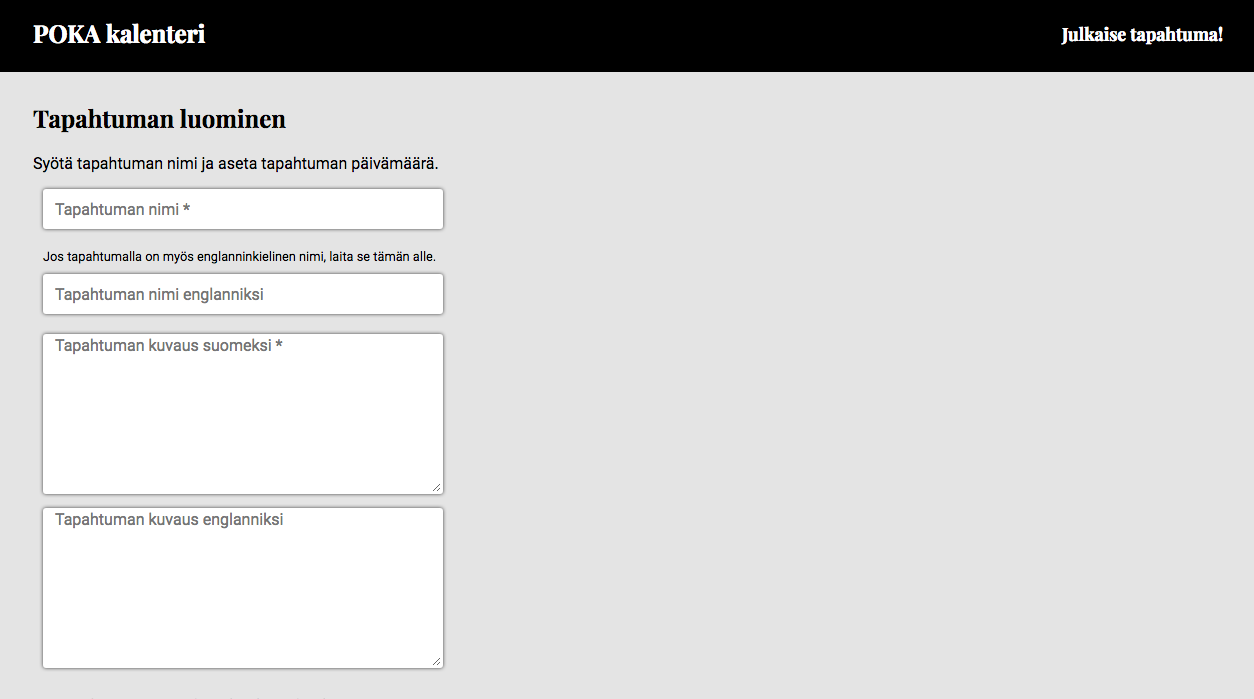 POKA kalenteri
Julkaise tapahtuma!
Tapahtuman luominen
Syötä tapahtuman nimi ja aseta tapahtuman päivämäärä.
Tapahtuman nimi *
Jos tapahtumalla on myös englanninkielinen nimi, laita se tämän alle.
Tapahtuman nimi englanniksi
Tapahtuman kuvaus suomeksi *
Tapahtuman kuvaus englanniksi